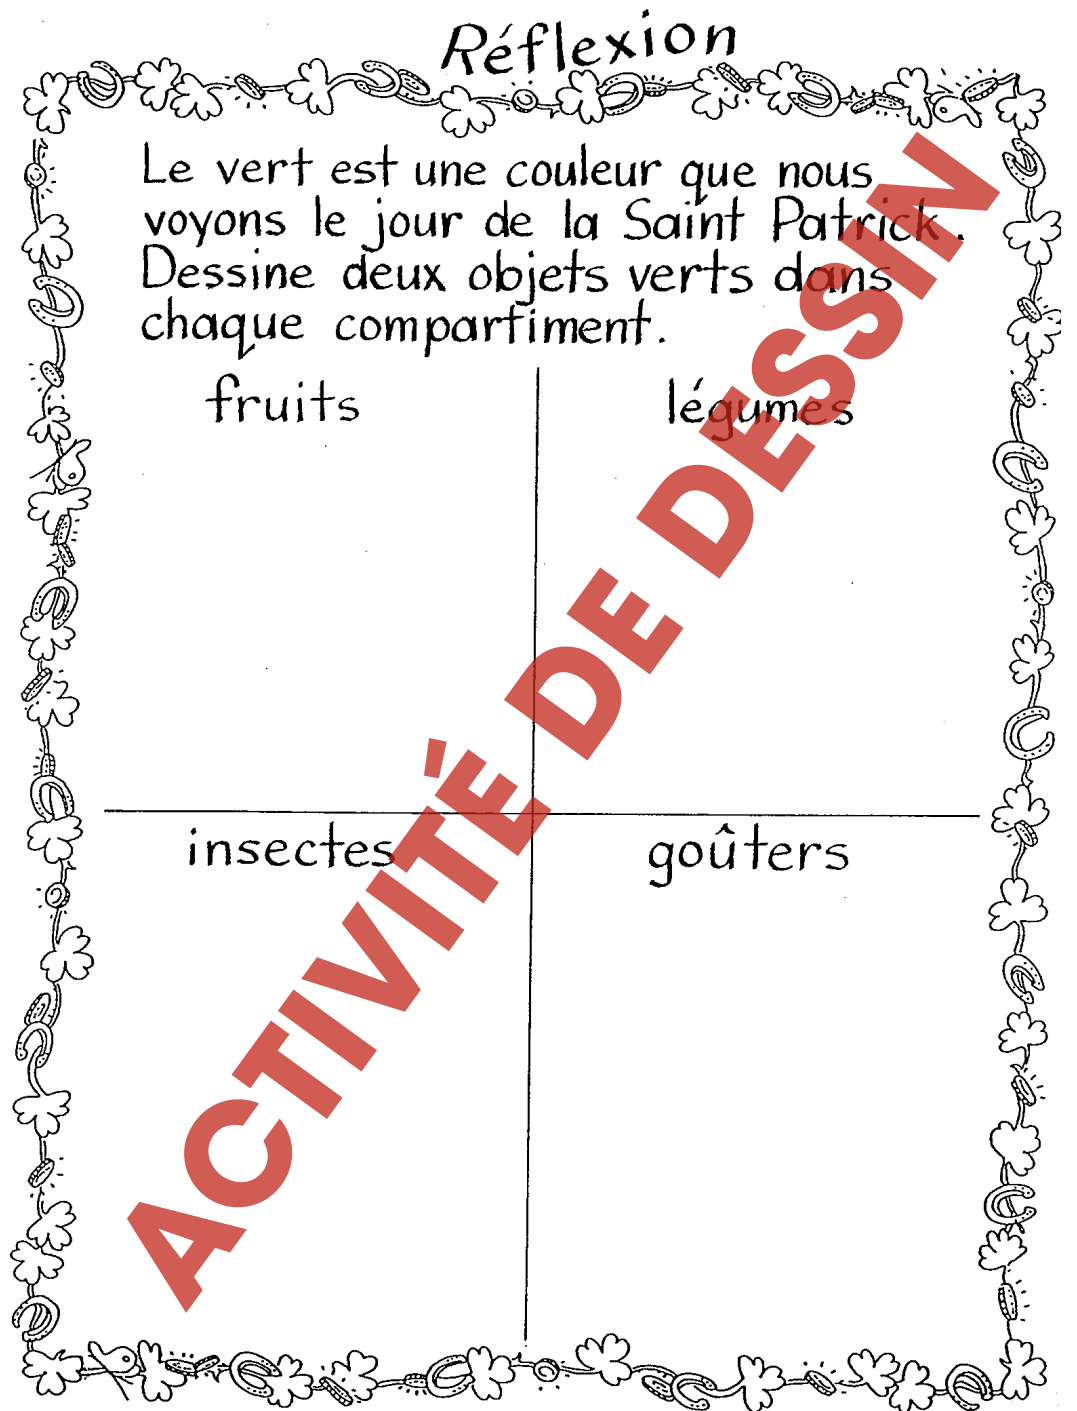 Réflexion
Le vert est une couleur que nous
voyons le jour de la Saint Patrick.
Dessine deux objets verts dans
chaque compartiment.
fruits
légumes
insectes
goûters
ACTIVITÈ DE DESSIN